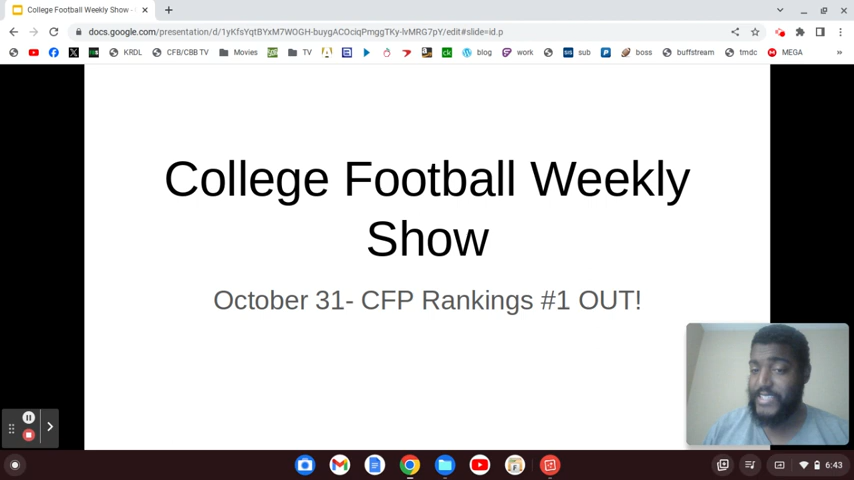 College Football Weekly Show -
docs.google.com/presentation/d/1yKfsYqtBYxM7WOGH-buygACOciqPmggTKy-lvMRG7pY/edit#slide=id.p
KRDL CFB/CBB TV Movies TV blog work sub boss buffstream tmdc MEGA »
College Football Weekly
Show
October 31- CFP Rankings #1 OUT!
6:43